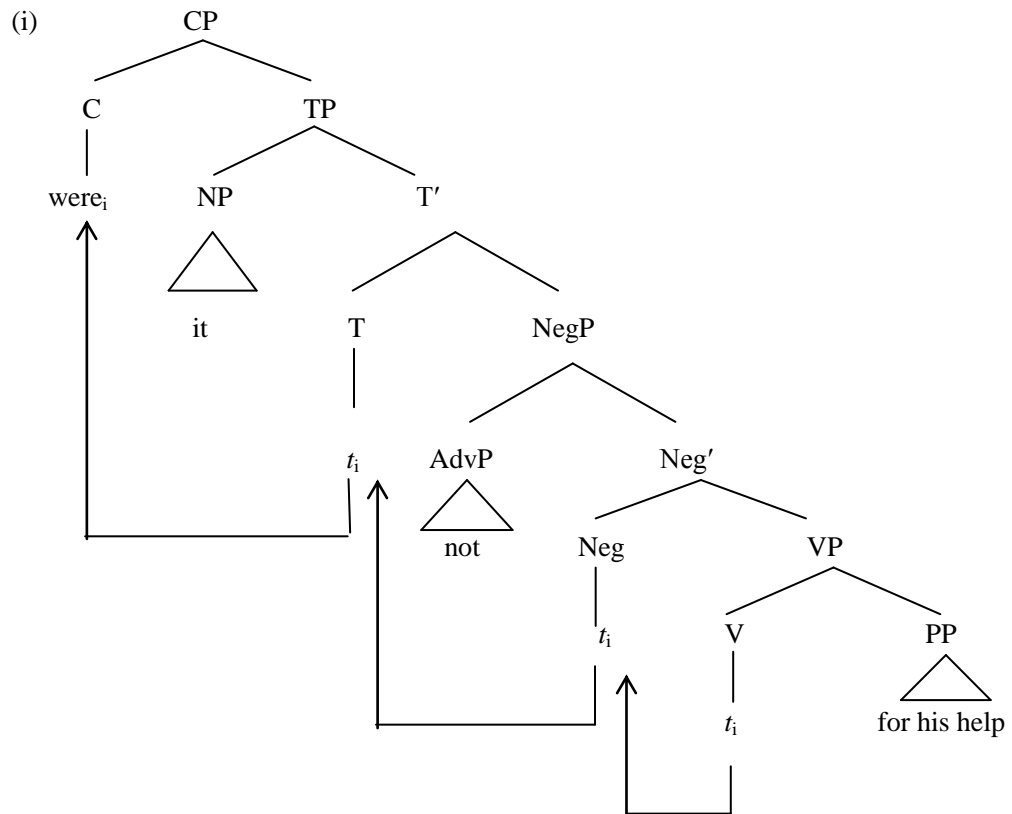 (i) CP
C TP
were_i NP T′
it T NegP
t_i AdvP Neg′
not Neg VP
t_i V PP
t_i for his help